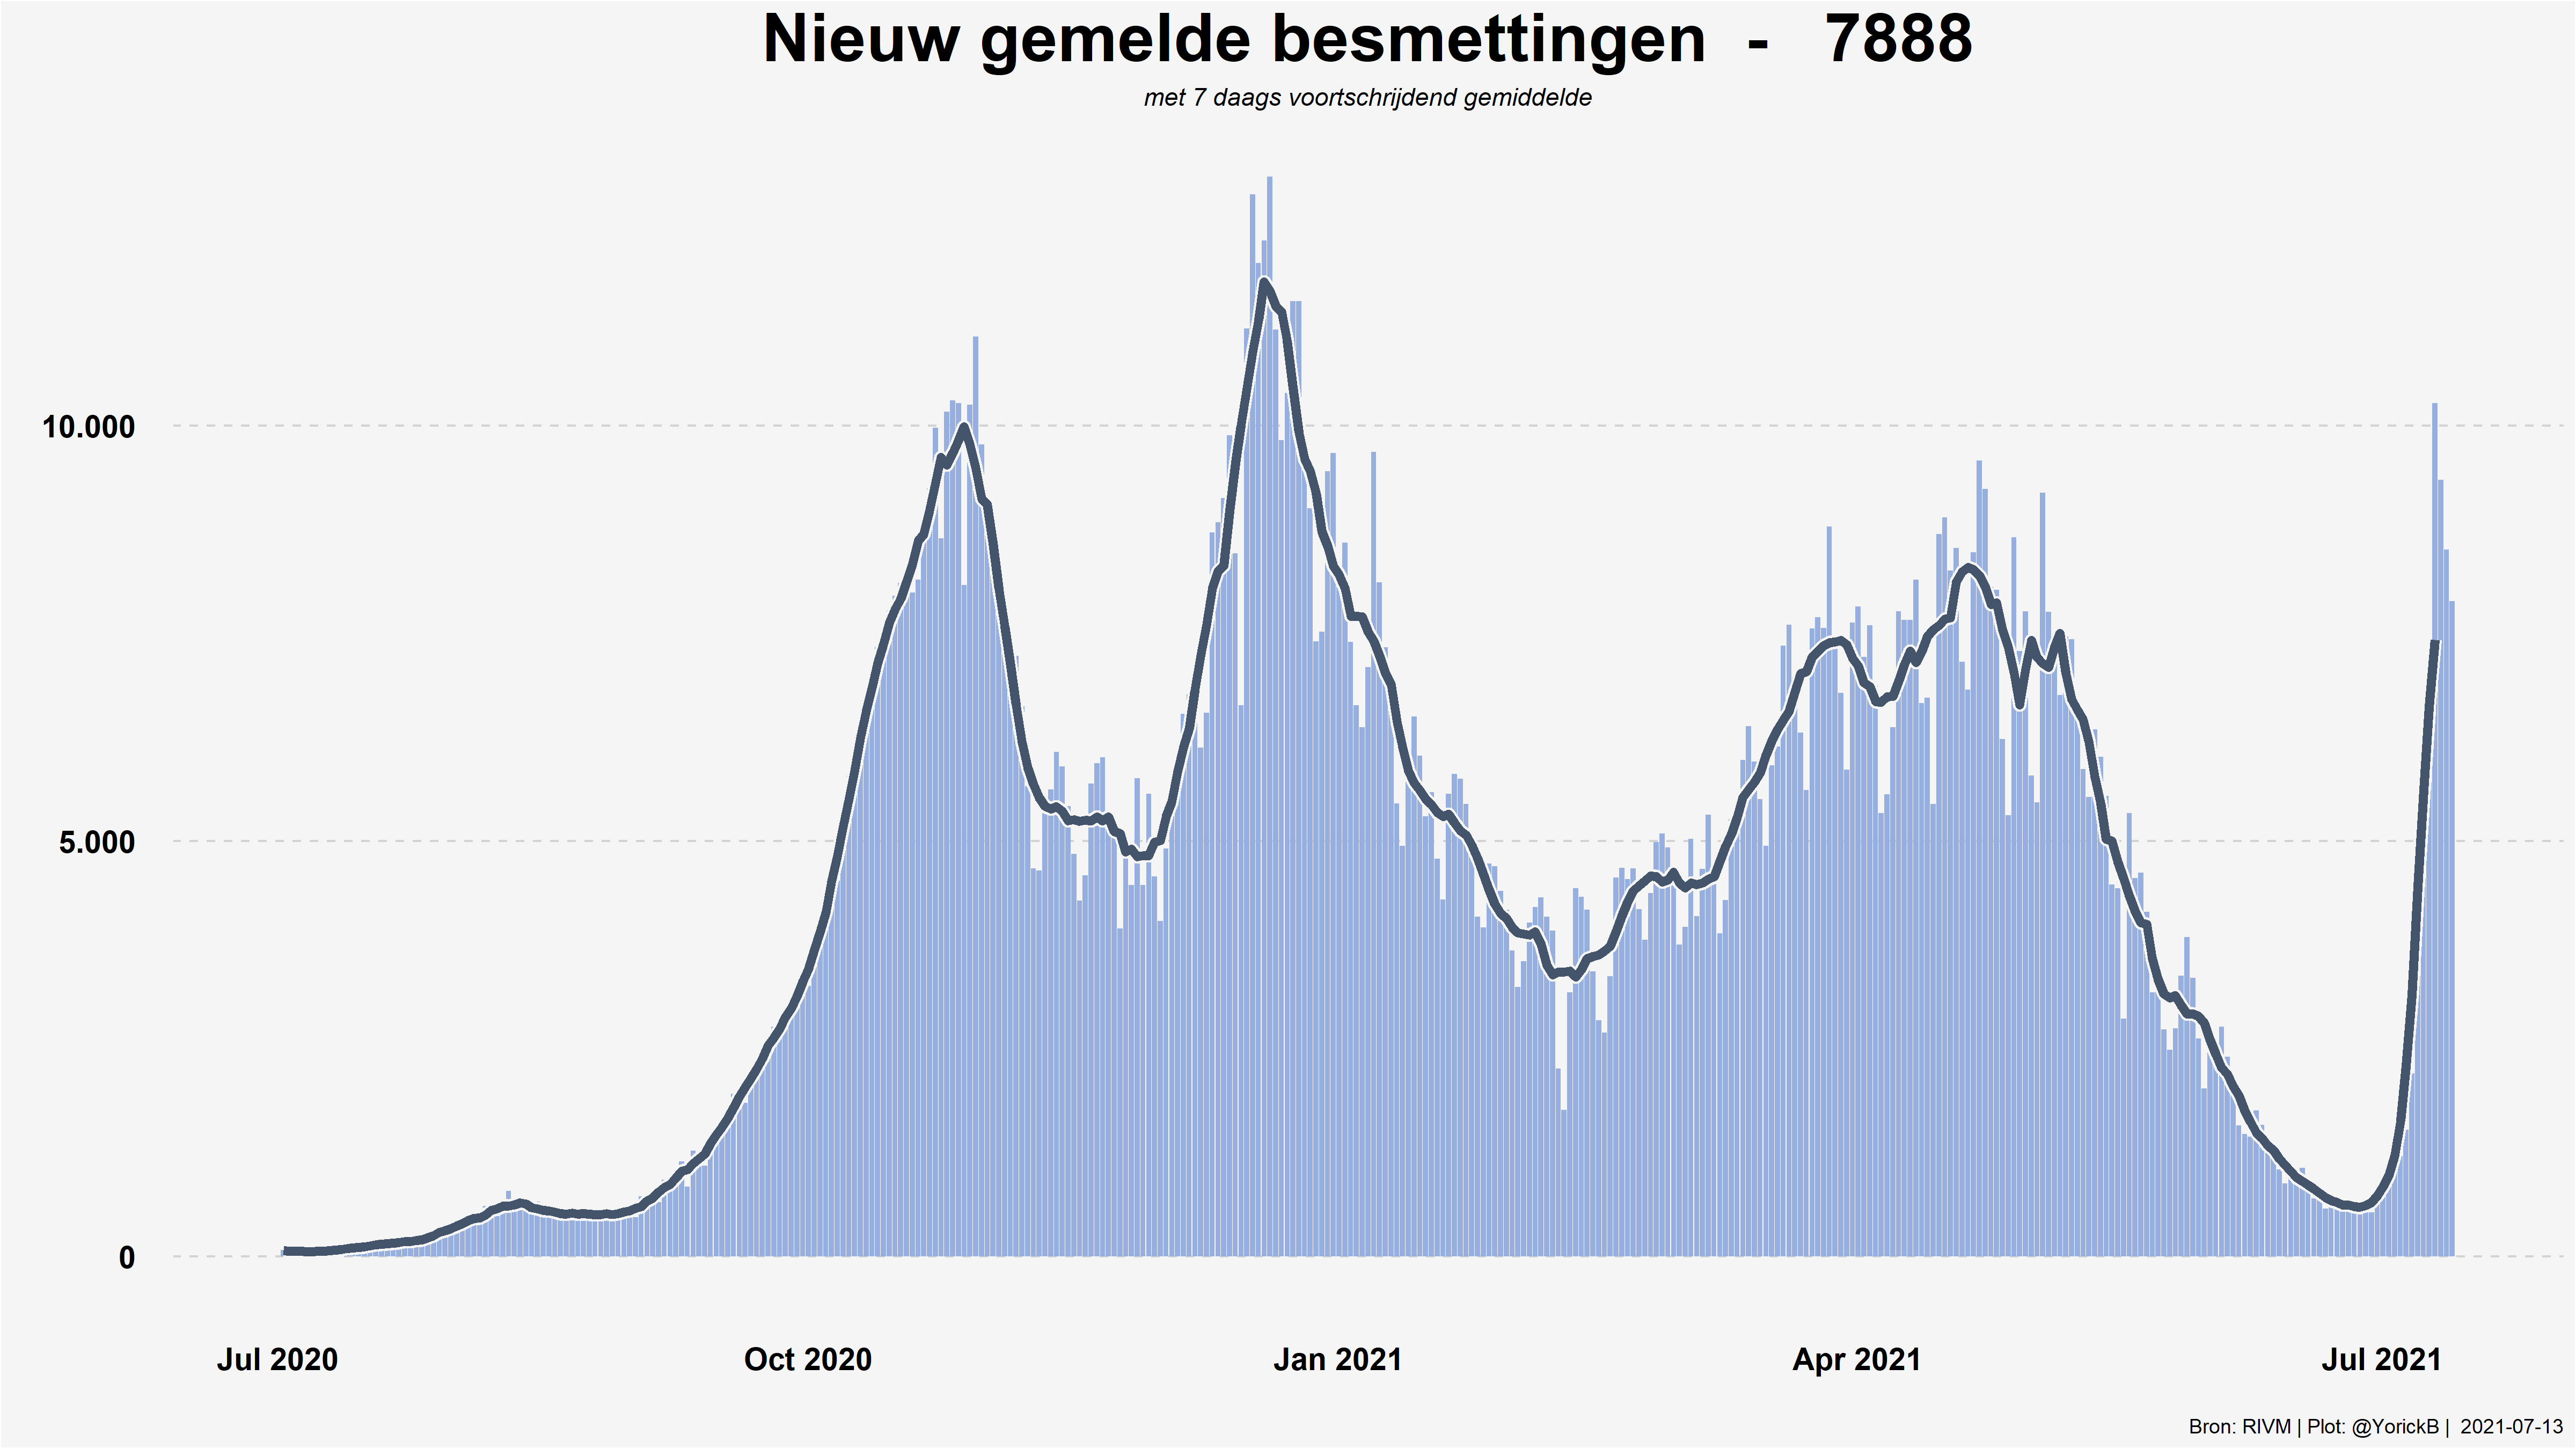 Nieuw gemelde besmettingen - 7888
met 7 daags voortschrijdend gemiddelde
10.000
5.000
0
Jul 2020 Oct 2020 Jan 2021 Apr 2021 Jul 2021
Bron: RIVM | Plot: @YorickB | 2021-07-13